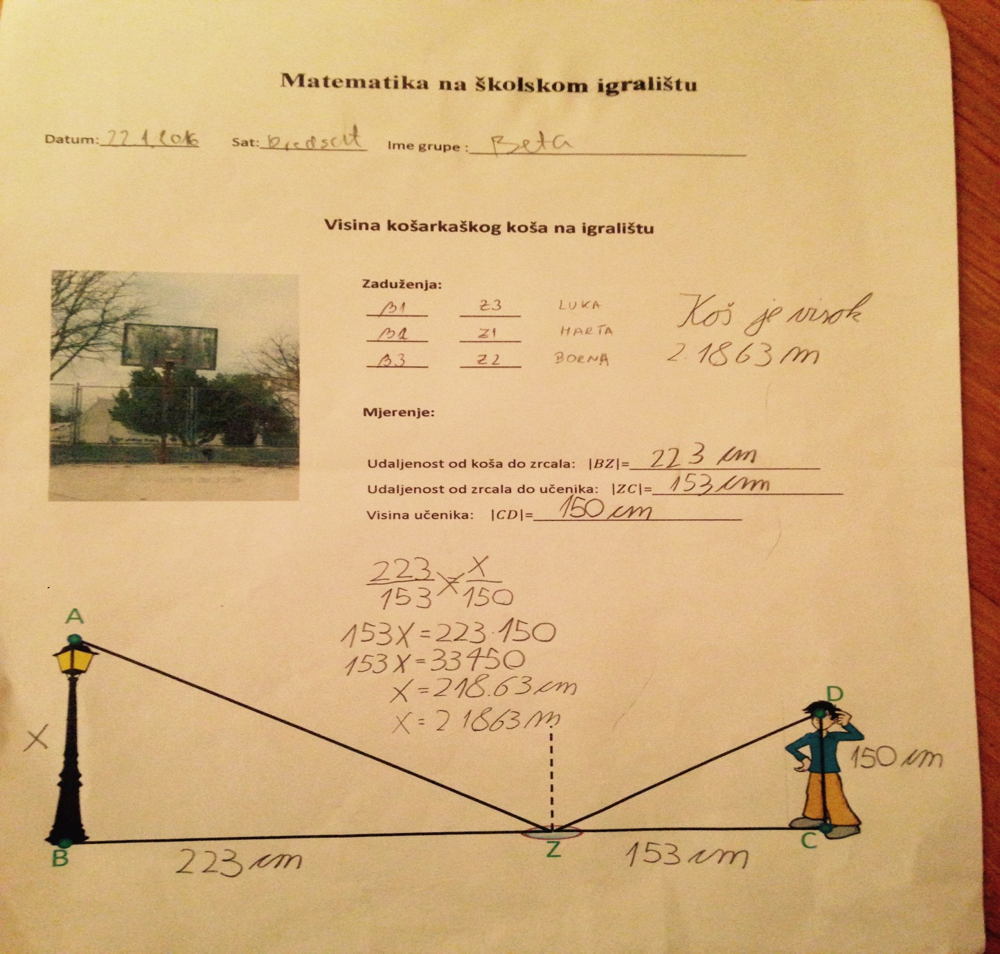 Matematika na školskom igralištu
Datum: 22.1.2016 Sat: predsat Ime grupe: Beta
Visina košarkaškog koša na igralištu
Zaduženja:
B1 Z3 LUKA
B2 Z1 MARTA
B3 Z2 BORNA
Koš je visok
2.1863 m
Mjerenje:
Udaljenost od koša do zrcala: |BZ|= 223 cm
Udaljenost od zrcala do učenika: |ZC|= 153 cm
Visina učenika: |CD|= 150 cm
223/153 = x/150
153x = 223·150
153x = 33450
x = 218.63 cm
x = 2 1863 m
A
D
x
150 cm
B
Z
C
223 cm
153 cm